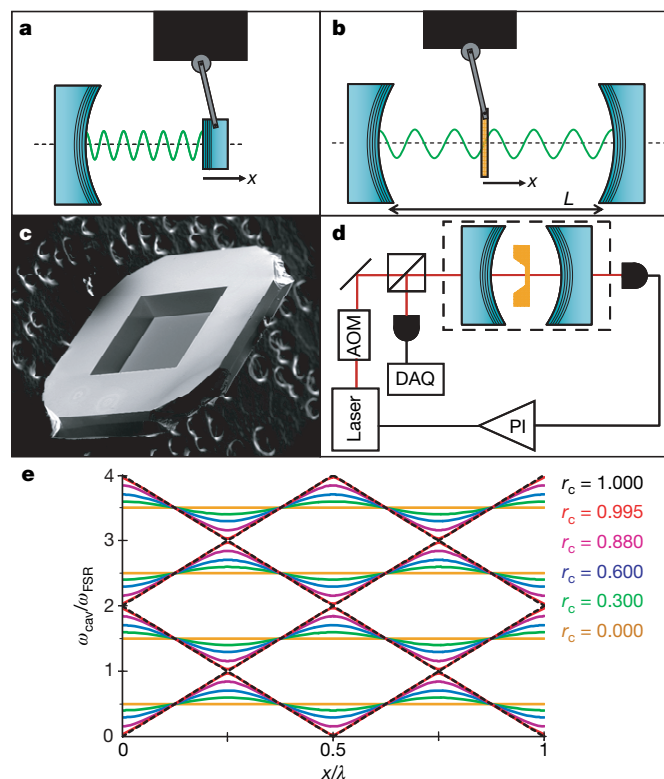 a
b
x
x
L
c
d
AOM
DAQ
Laser
PI
e
4
3
2
1
0
ω_cav/ω_FSR
0
0.5
1
x/λ
r_c = 1.000
r_c = 0.995
r_c = 0.880
r_c = 0.600
r_c = 0.300
r_c = 0.000